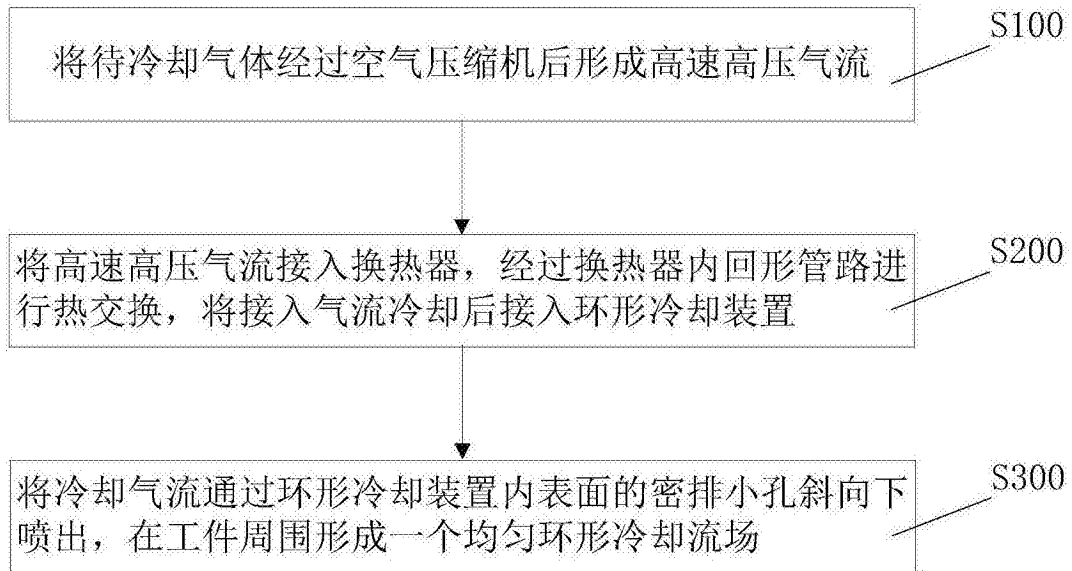 将待冷却气体经过空气压缩机后形成高速高压气流
S100
将高速高压气流接入换热器，经过换热器内回形管路进
行热交换，将接入气流冷却后接入环形冷却装置
S200
将冷却气流通过环形冷却装置内表面的密排小孔斜向下
喷出，在工件周围形成一个均匀环形冷却流场
S300